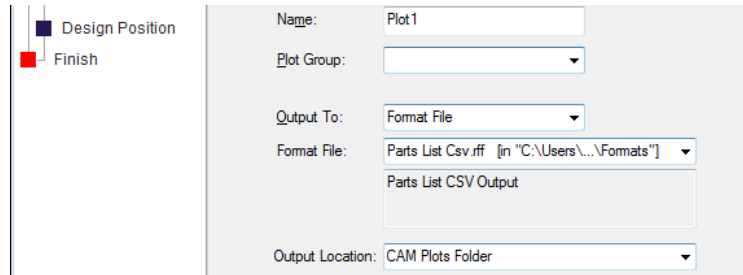 Design Position
Finish
Name: Plot1
Plot Group:
Output To: Format File
Format File: Parts List Csv.rff [in "C:\Users\...\Formats"]
Parts List CSV Output
Output Location: CAM Plots Folder